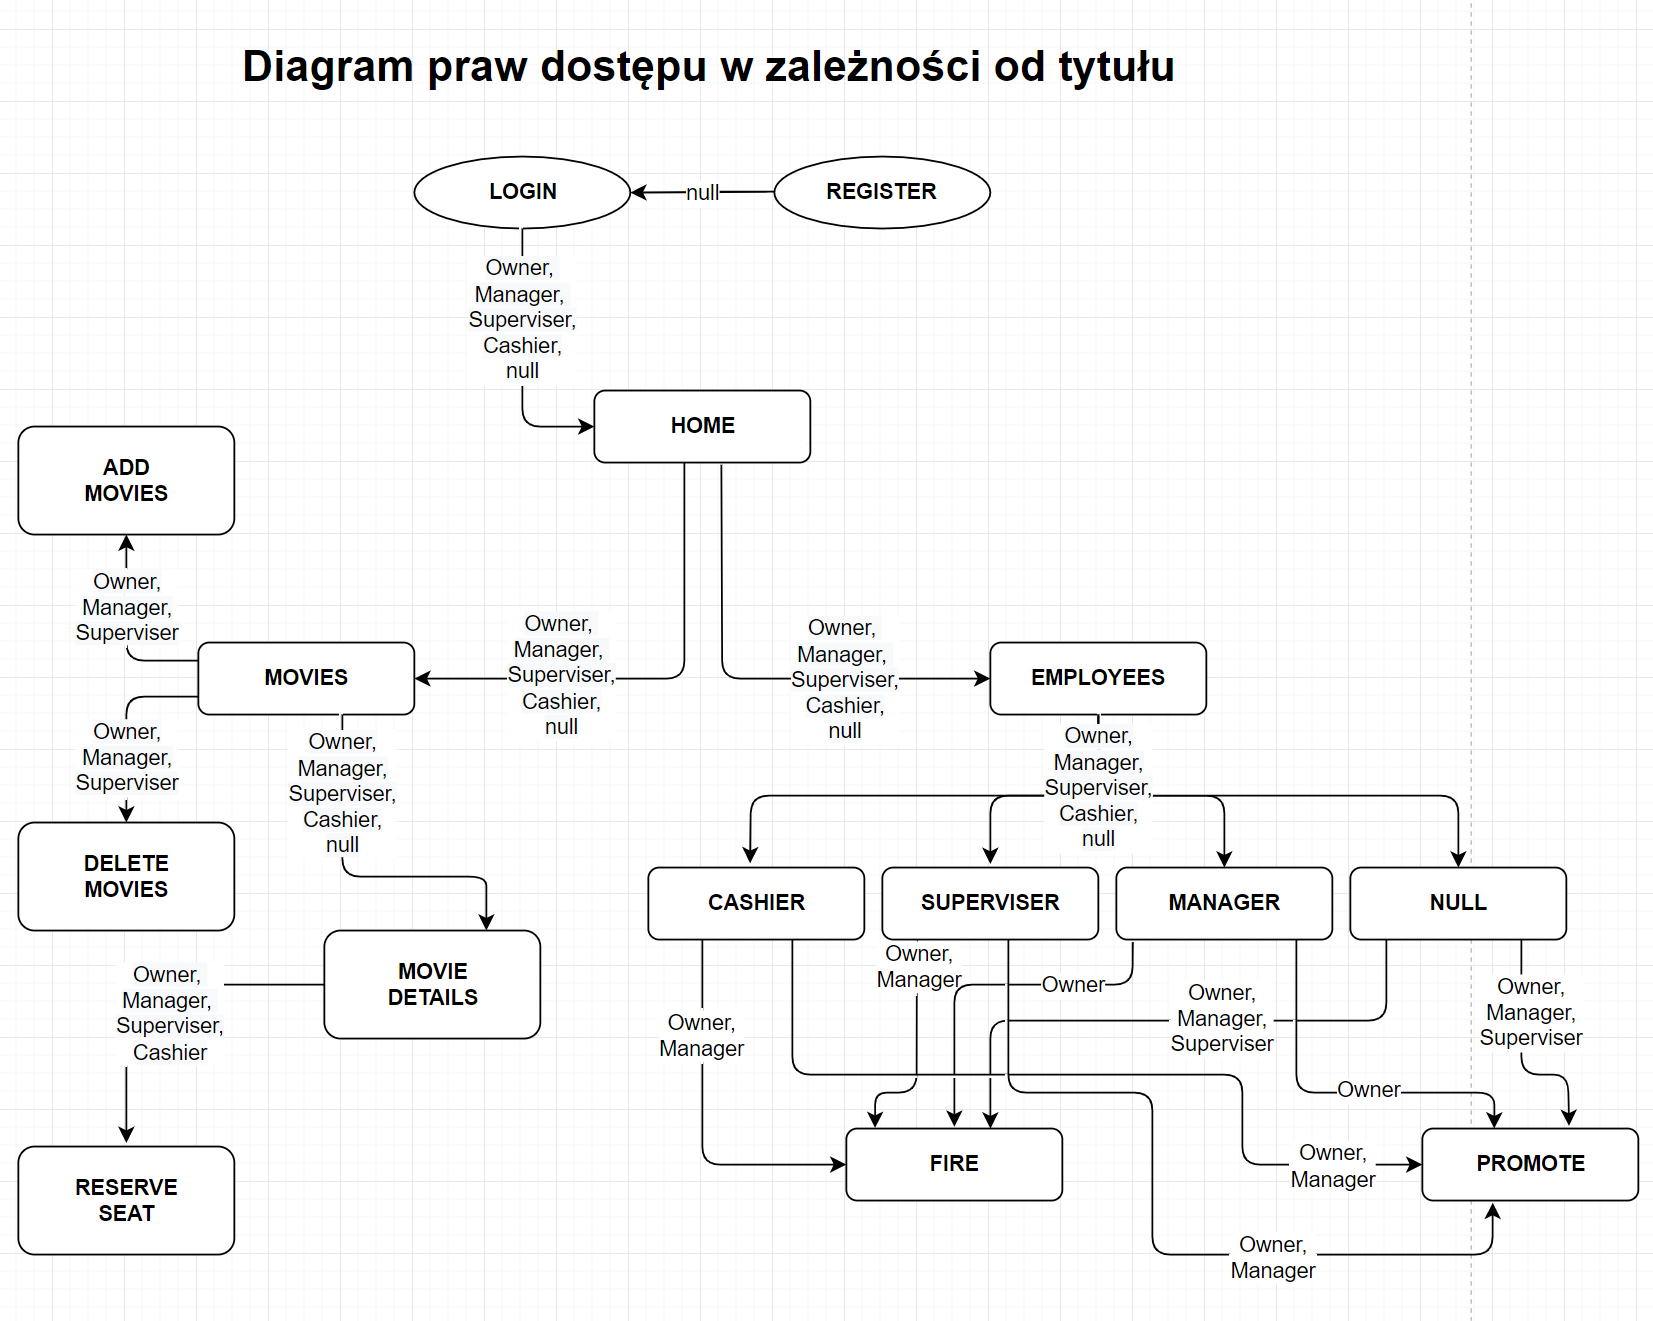 Diagram praw dostępu w zależności od tytułu
LOGIN
null
REGISTER
Owner,
Manager,
Superviser,
Cashier,
null
HOME
ADD
MOVIES
Owner,
Manager,
Superviser
MOVIES
Owner,
Manager,
Superviser,
Cashier,
null
Owner,
Manager,
Superviser,
Cashier,
null
EMPLOYEES
Owner,
Manager,
Superviser
Owner,
Manager,
Superviser,
Cashier,
null
Owner,
Manager,
Superviser,
Cashier,
null
DELETE
MOVIES
CASHIER
SUPERVISER
MANAGER
NULL
MOVIE
DETAILS
Owner,
Manager,
Superviser,
Cashier
Owner,
Manager
Owner,
Manager
Owner
Owner,
Manager,
Superviser
Owner,
Manager,
Superviser
Owner
FIRE
Owner,
Manager
PROMOTE
RESERVE
SEAT
Owner,
Manager